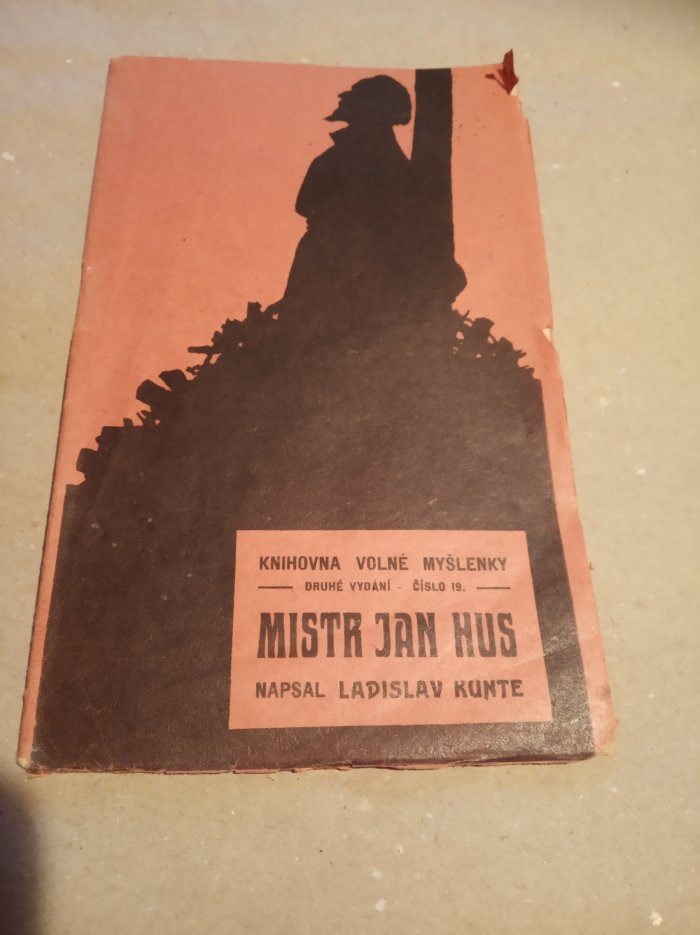 KNIHOVNA VOLNÉ MYŠLENKY
DRUHÉ VYDÁNÍ - ČÍSLO 19.
MISTR JAN HUS
NAPSAL LADISLAV KUNTE